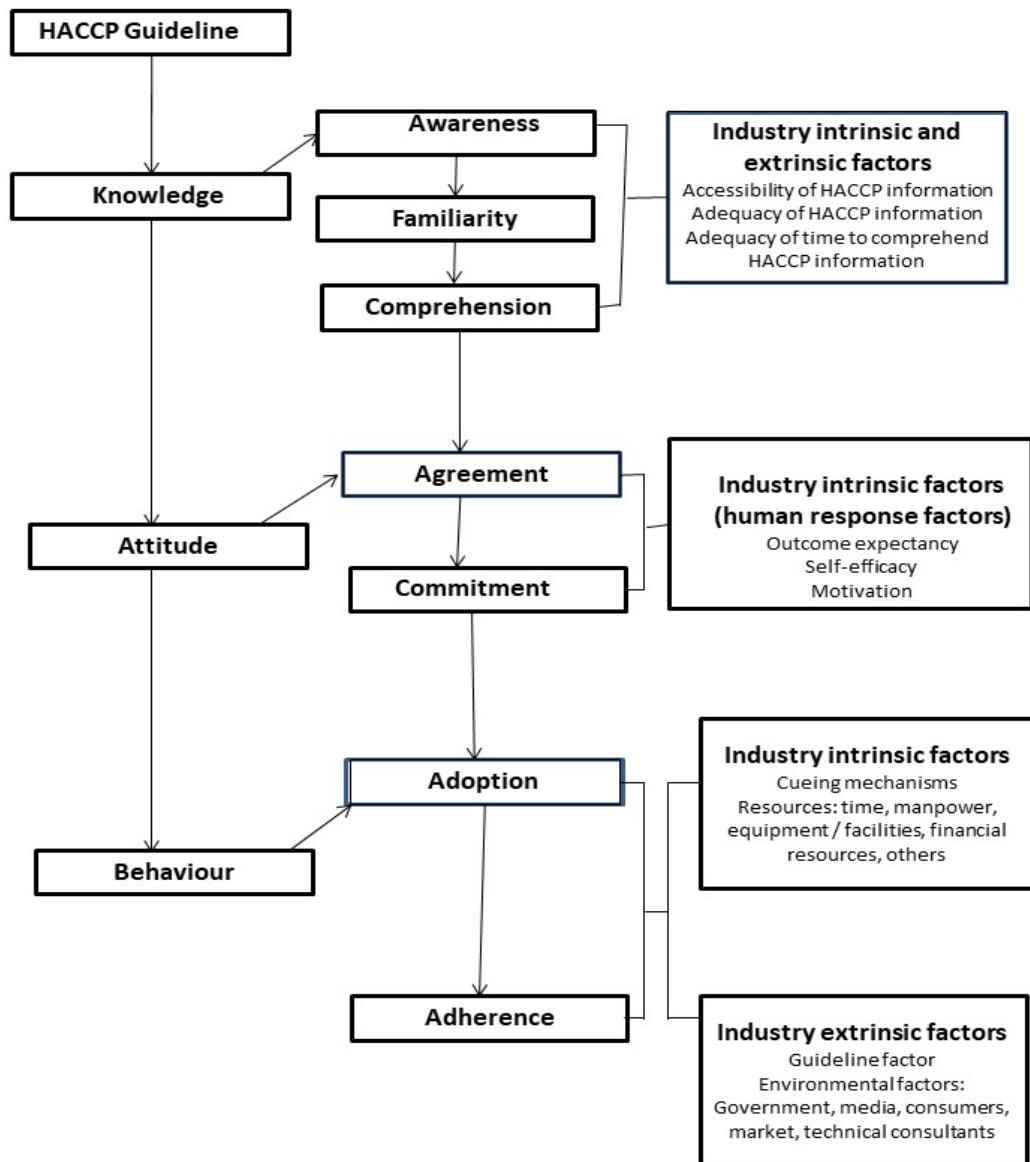 HACCP Guideline
Knowledge
Awareness
Familiarity
Comprehension
Industry intrinsic and
extrinsic factors
Accessibility of HACCP information
Adequacy of HACCP information
Adequacy of time to comprehend
HACCP information
Attitude
Agreement
Commitment
Industry intrinsic factors
(human response factors)
Outcome expectancy
Self-efficacy
Motivation
Behaviour
Adoption
Adherence
Industry intrinsic factors
Cueing mechanisms
Resources: time, manpower,
equipment / facilities, financial
resources, others
Industry extrinsic factors
Guideline factor
Environmental factors:
Government, media, consumers,
market, technical consultants